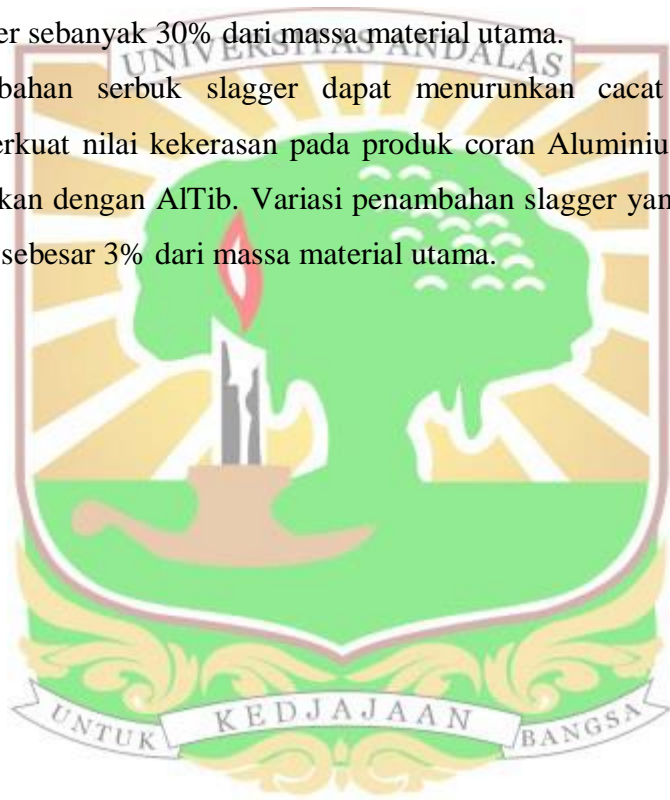 er sebanyak 30% dari massa material utama.
UNIVERSITAS ANDALAS
bahan serbuk slagger dapat menurunkan cacat
erkuat nilai kekerasan pada produk coran Aluminiu
kan dengan AlTib. Variasi penambahan slagger yan
sebesar 3% dari massa material utama.
UNTUK KEDJAJAAN BANGSA